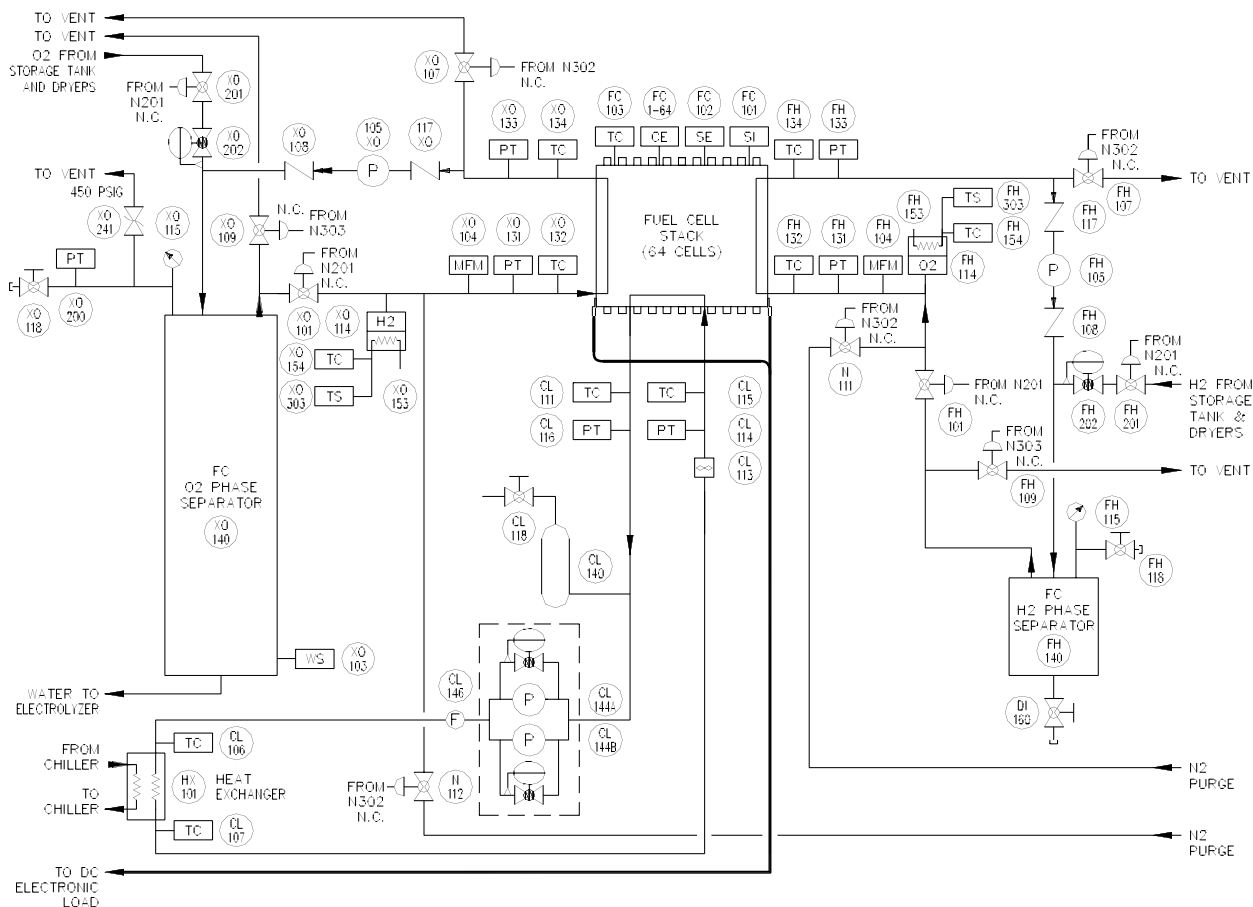 TO VENT
TO VENT
O2 FROM
STORAGE TANK
AND DRYERS
FROM
N201
N.C.
XO
201
XO
202
XO
107
FROM N302
N.C.
XO
108
105
XO
117
XO
XO
133
XO
134
PT
TC
FC
103
FC
1-64
FC
102
FC
101
TC
CE
SE
SI
FH
134
FH
133
TC
PT
FROM
N302
N.C.
FH
107
TO VENT
P
TO VENT
450 PSIG
XO
241
XO
115
XO
109
N.C.
FROM
N303
FROM
N201
N.C.
XO
101
PT
XO
118
XO
200
XO
104
XO
131
XO
132
MFM
PT
TC
FUEL CELL
STACK
(64 CELLS)
FH
132
FH
131
FH
104
TC
PT
MFM
FH
153
TS
FH
303
TC
FH
154
O2
FH
114
FH
117
P
FH
105
FH
108
XO
114
H2
XO
154
TC
XO
303
TS
XO
153
FROM
N302
N.C.
N
111
FROM N201
N.C.
FH
101
FROM
N201
N.C.
FH
202
FH
201
H2 FROM
STORAGE
TANK &
DRYERS
CL
111
TC
TC
CL
115
CL
116
PT
PT
CL
114
CL
113
FROM
N303
N.C.
FH
109
TO VENT
FC
O2 PHASE
SEPARATOR
XO
140
CL
118
CL
140
FH
115
FH
118
FC
H2 PHASE
SEPARATOR
FH
140
DI
160
WS
XO
103
WATER TO
ELECTROLYZER
CL
146
F
P
P
CL
144A
CL
144B
TC
CL
106
FROM
CHILLER
TO
CHILLER
HX
101
HEAT
EXCHANGER
TC
CL
107
FROM
N302
N.C.
N
112
N2
PURGE
N2
PURGE
TO DC
ELECTRONIC
LOAD